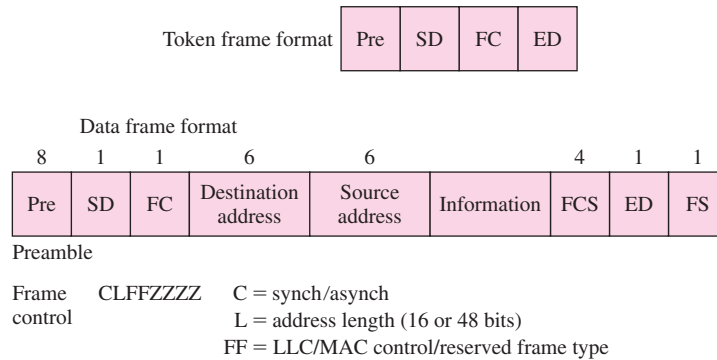 Token frame format Pre SD FC ED
Data frame format
8 1 1 6 6 4 1 1
Pre SD FC Destination address Source address Information FCS ED FS
Preamble
Frame control CLFFZZZZ C = synch/asynch
L = address length (16 or 48 bits)
FF = LLC/MAC control/reserved frame type